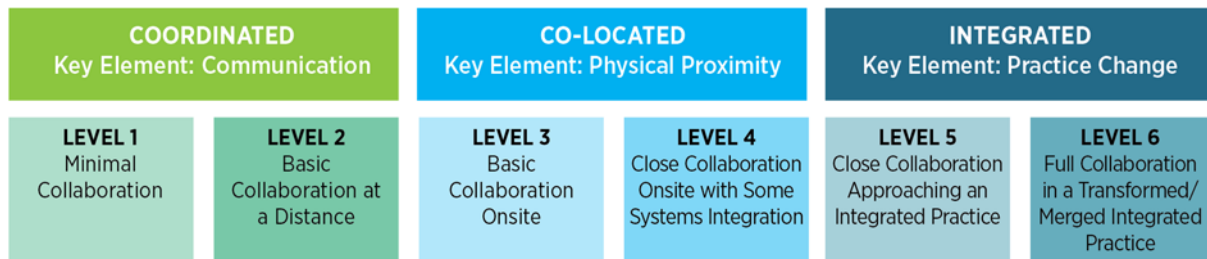 COORDINATED
Key Element: Communication
CO-LOCATED
Key Element: Physical Proximity
INTEGRATED
Key Element: Practice Change
LEVEL 1
Minimal
Collaboration
LEVEL 2
Basic
Collaboration at
a Distance
LEVEL 3
Basic
Collaboration
Onsite
LEVEL 4
Close Collaboration
Onsite with Some
Systems Integration
LEVEL 5
Close Collaboration
Approaching an
Integrated Practice
LEVEL 6
Full Collaboration
in a Transformed/
Merged Integrated
Practice